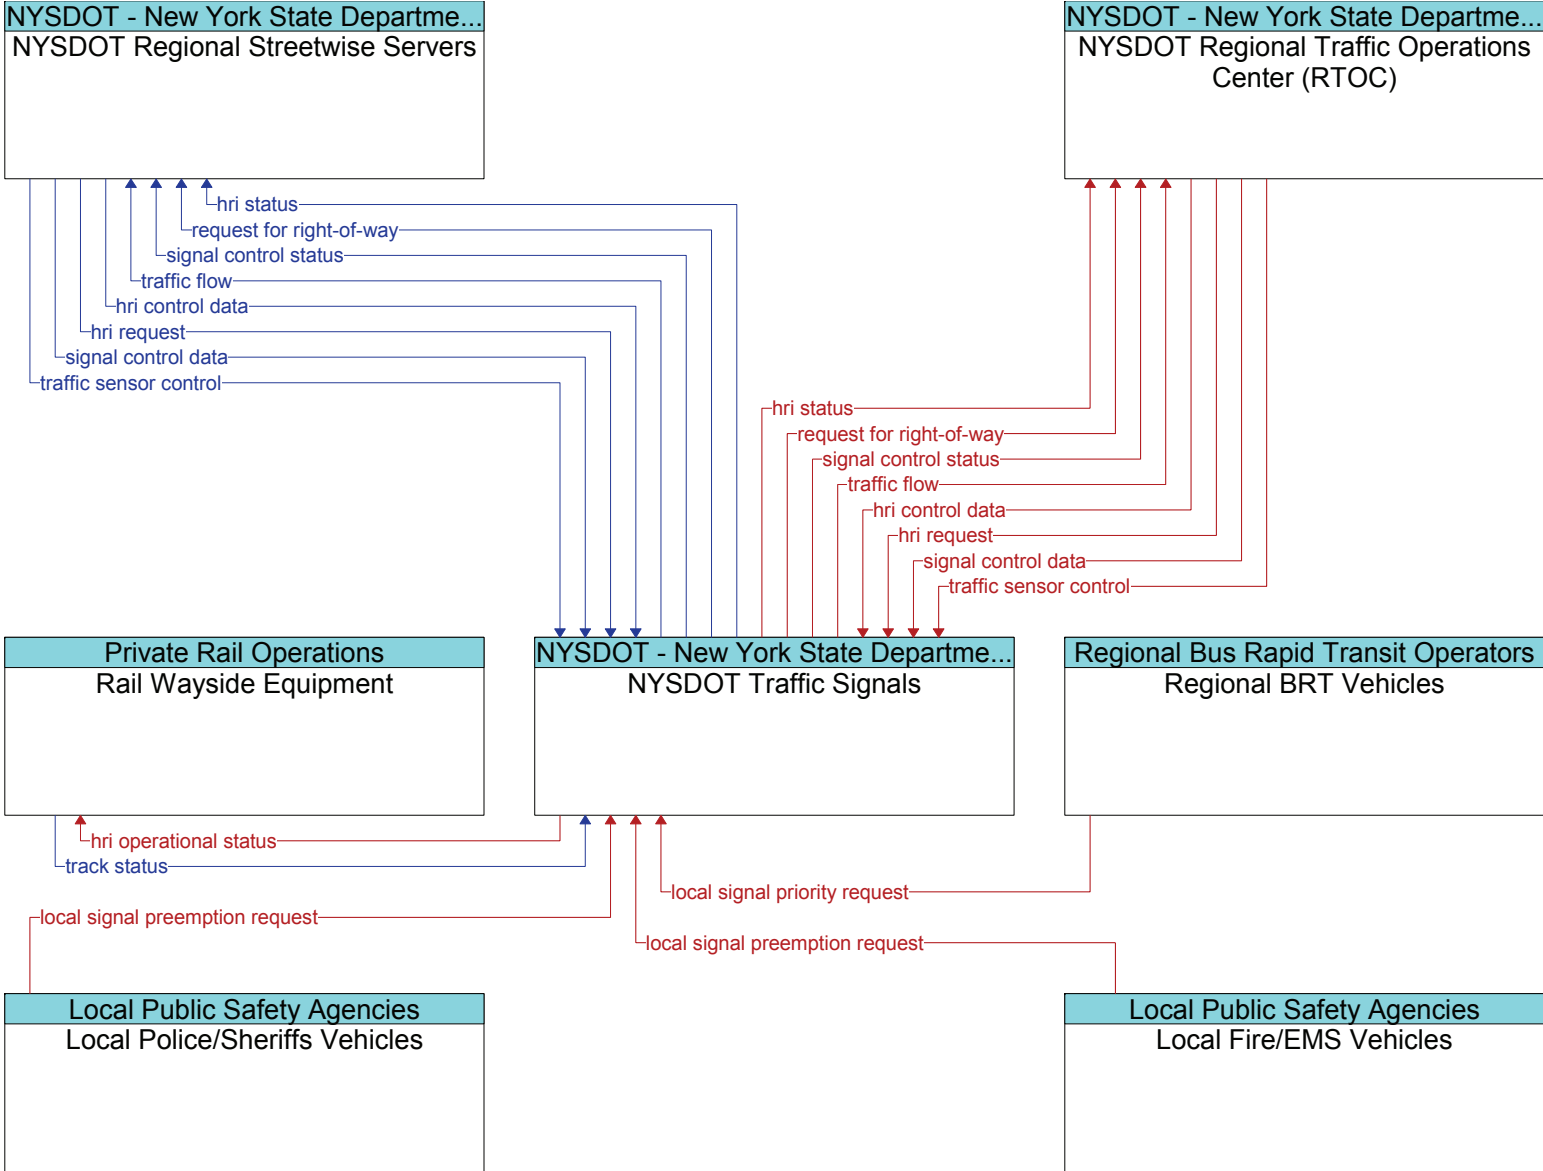 NYSDOT - New York State Departme...
NYSDOT Regional Streetwise Servers
NYSDOT - New York State Departme...
NYSDOT Regional Traffic Operations
Center (RTOC)
hri status
request for right-of-way
signal control status
traffic flow
hri control data
hri request
signal control data
traffic sensor control
hri status
request for right-of-way
signal control status
traffic flow
hri control data
hri request
signal control data
traffic sensor control
Private Rail Operations
Rail Wayside Equipment
NYSDOT - New York State Departme...
NYSDOT Traffic Signals
Regional Bus Rapid Transit Operators
Regional BRT Vehicles
hri operational status
track status
local signal priority request
local signal preemption request
local signal preemption request
Local Public Safety Agencies
Local Police/Sheriffs Vehicles
Local Public Safety Agencies
Local Fire/EMS Vehicles